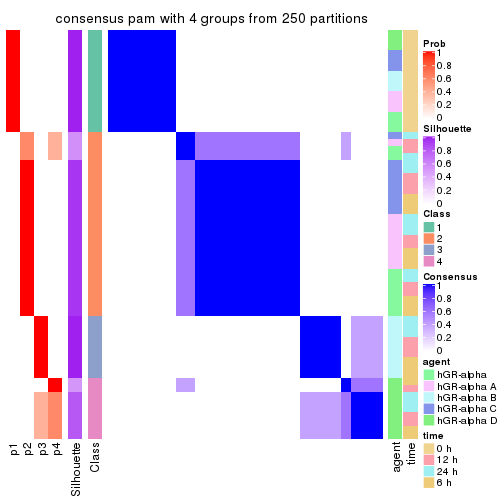 consensus pam with 4 groups from 250 partitions
Prob
1
0.8
0.6
0.4
0.2
0
Silhouette
1
0.8
0.6
0.4
0.2
0
Class
1
2
3
4
Consensus
1
0.8
0.6
0.4
0.2
0
agent
hGR-alpha
hGR-alpha A
hGR-alpha B
hGR-alpha C
hGR-alpha D
time
0 h
12 h
24 h
6 h
p1
p2
p3
p4
Silhouette
Class
agent
time